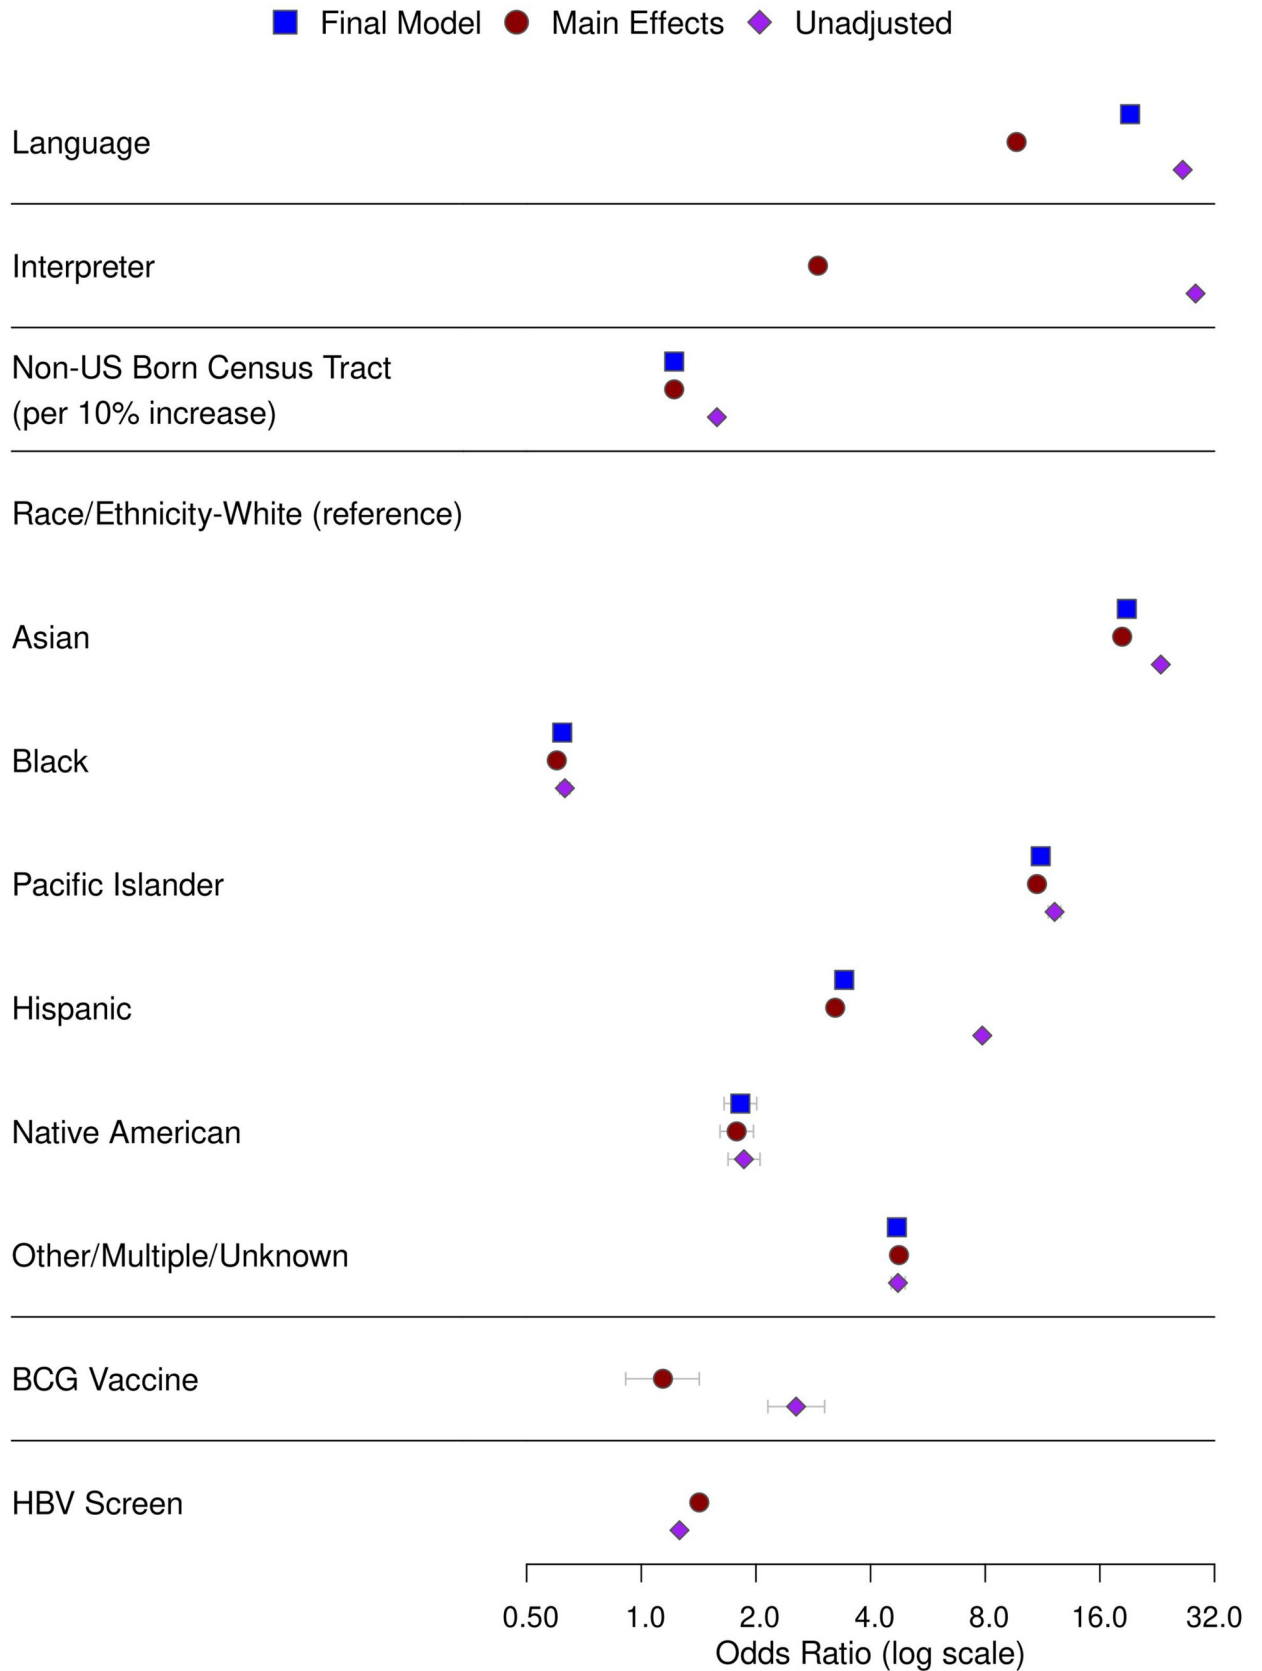 Final Model Main Effects Unadjusted
Language
Interpreter
Non-US Born Census Tract
(per 10% increase)
Race/Ethnicity-White (reference)
Asian
Black
Pacific Islander
Hispanic
Native American
Other/Multiple/Unknown
BCG Vaccine
HBV Screen
0.50 1.0 2.0 4.0 8.0 16.0 32.0
Odds Ratio (log scale)